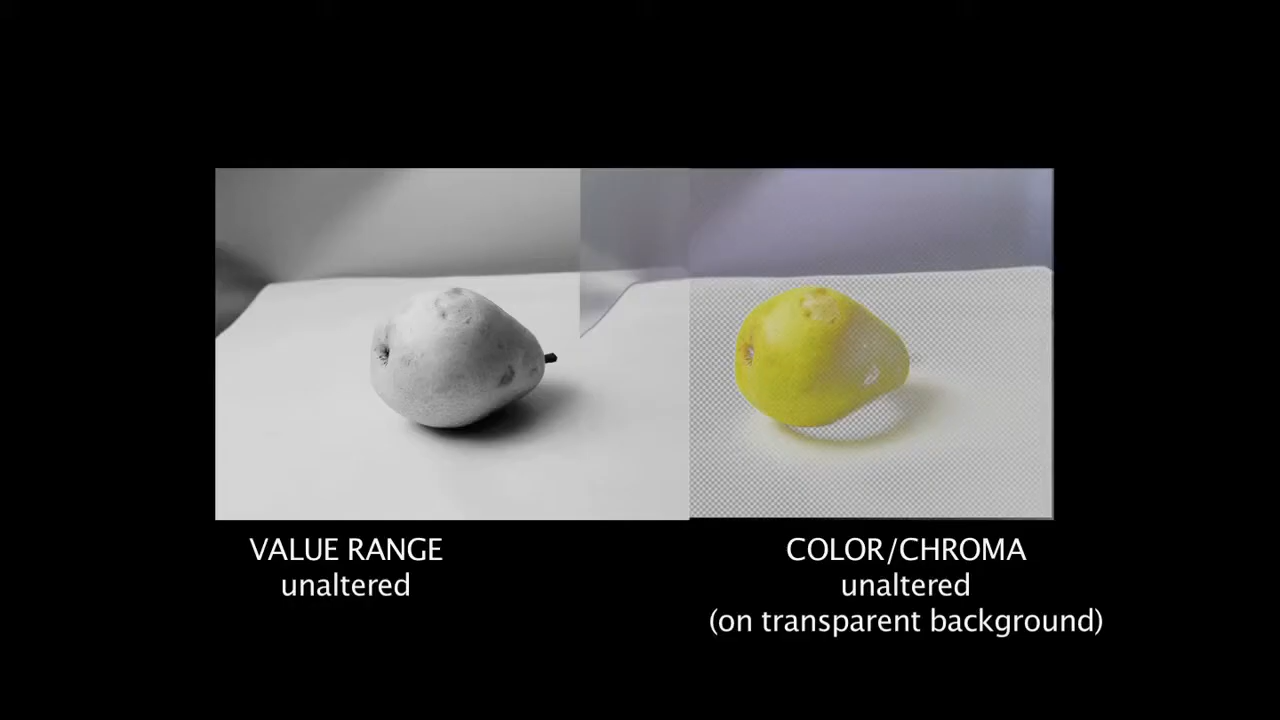 VALUE RANGE
unaltered
COLOR/CHROMA
unaltered
(on transparent background)